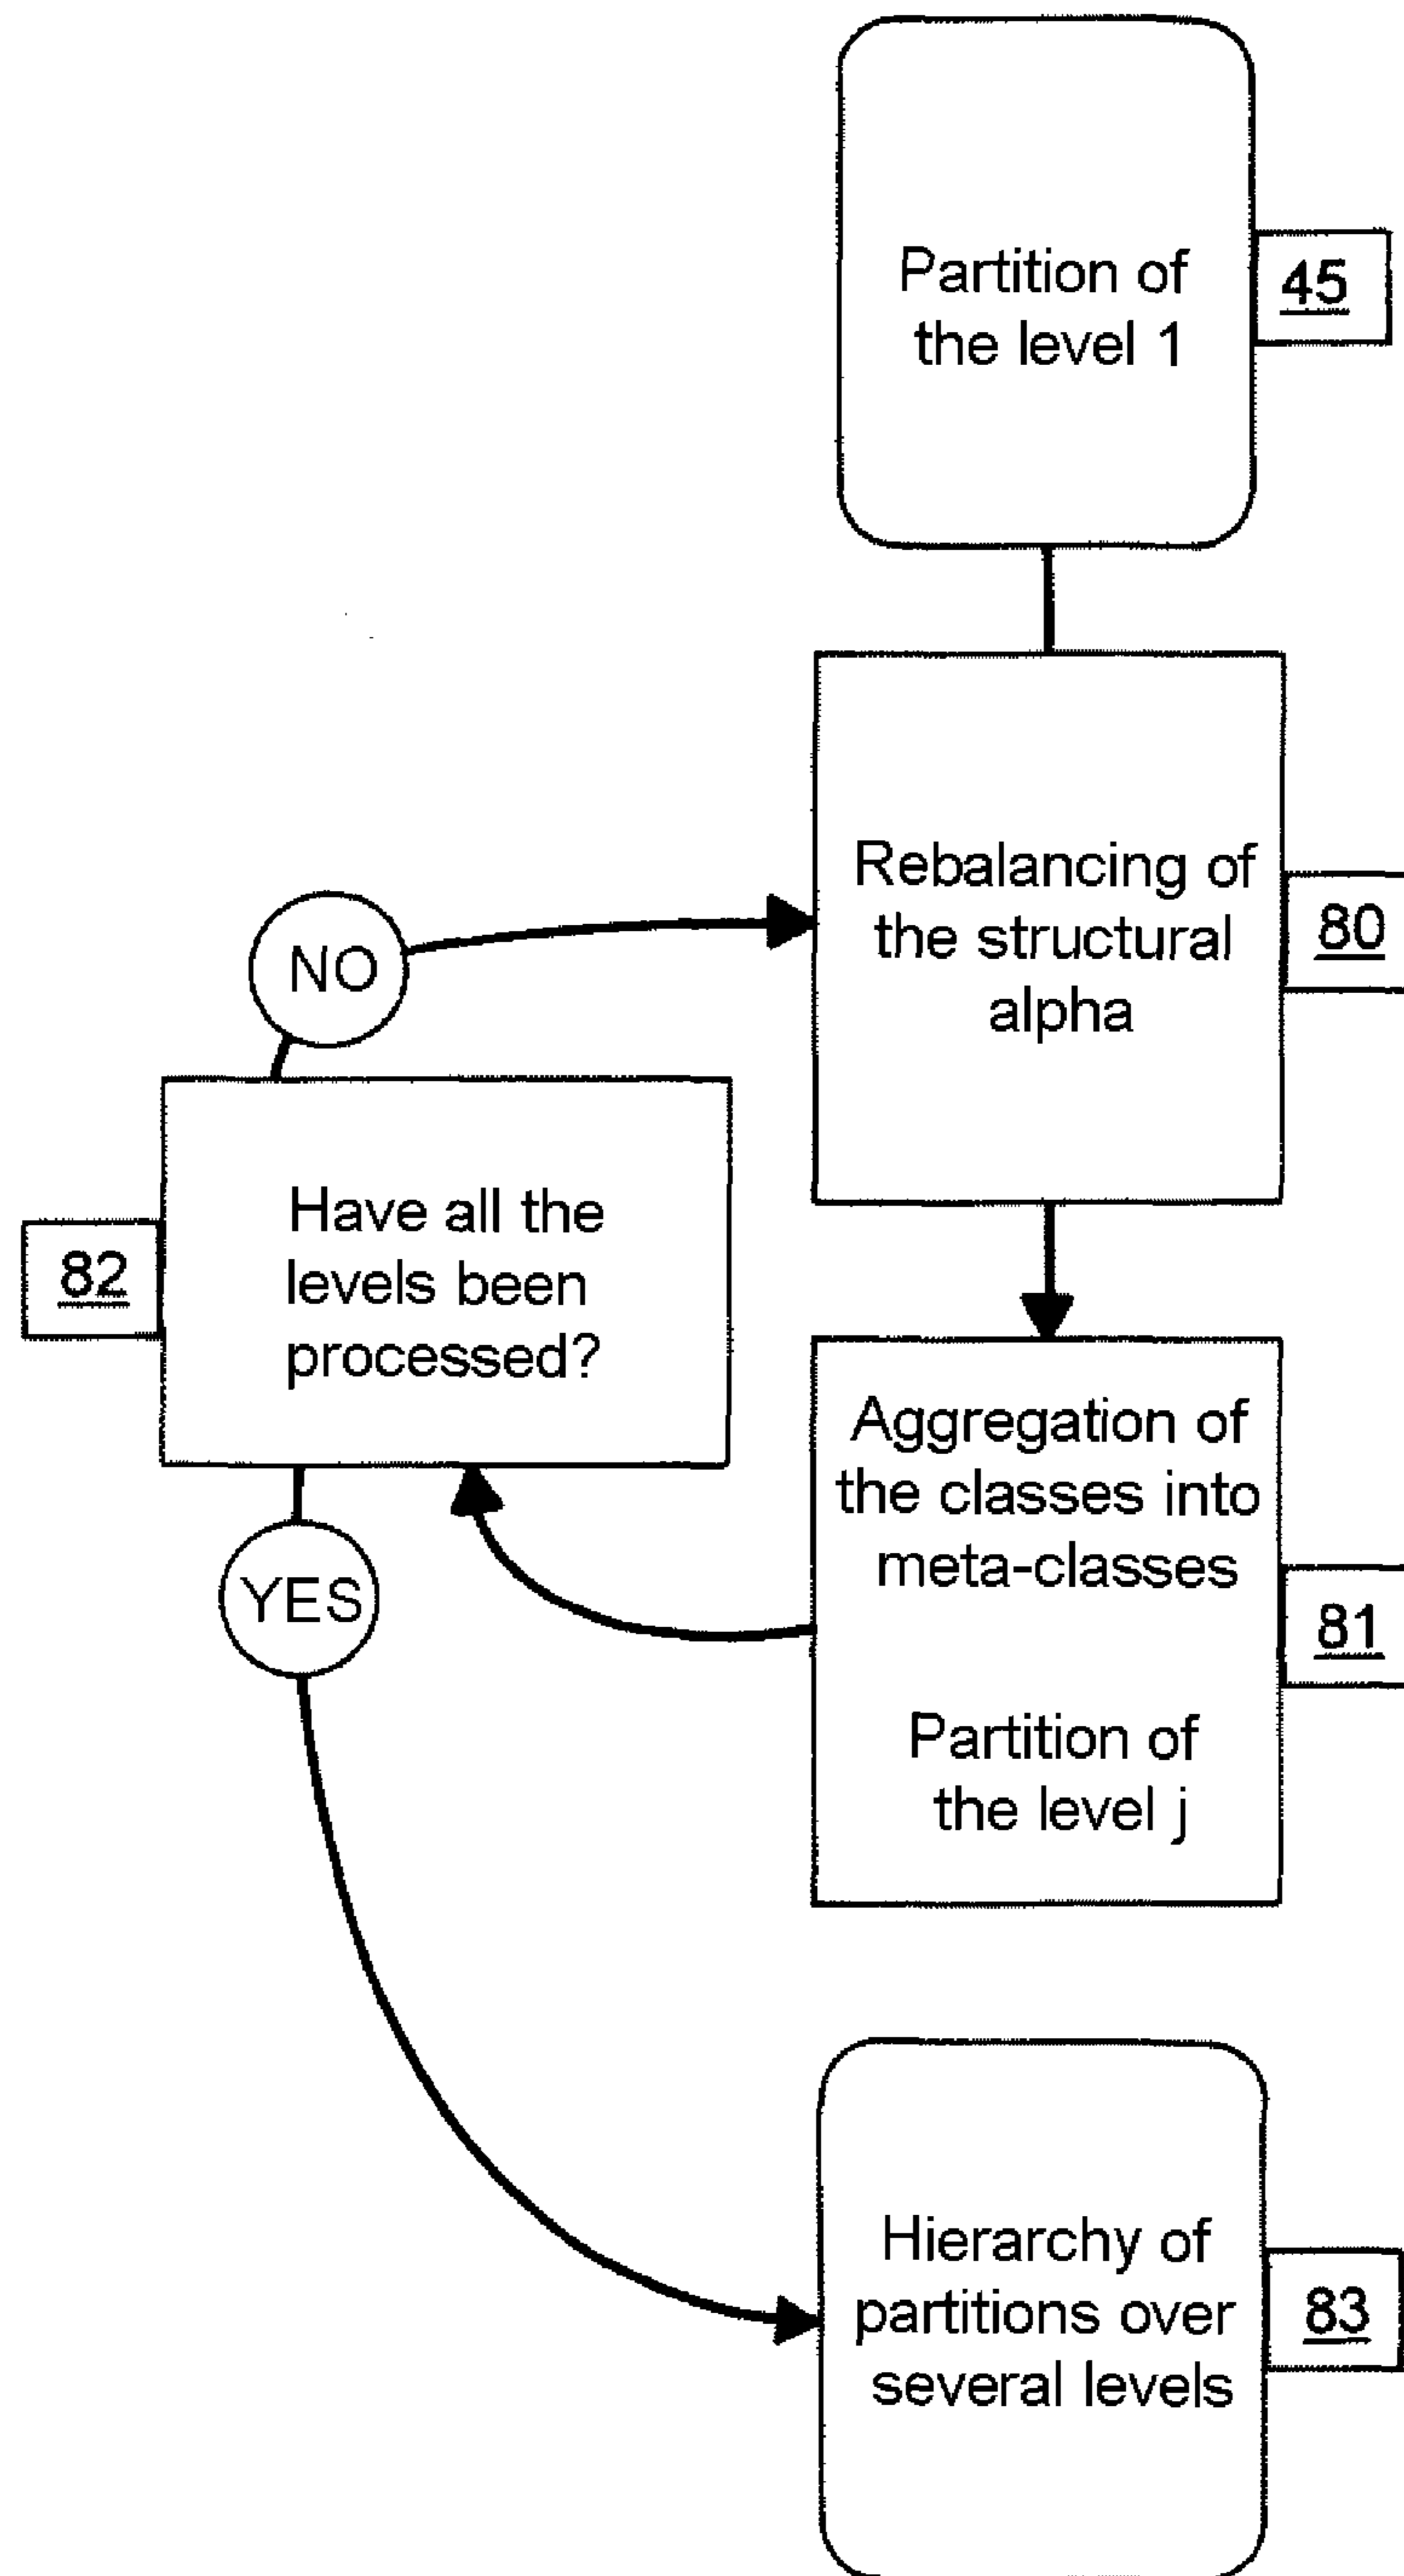 Partition of
the level 1
45
Rebalancing of
the structural
alpha
80
NO
Have all the
levels been
processed?
82
YES
Aggregation of
the classes into
meta-classes
Partition of
the level j
81
Hierarchy of
partitions over
several levels
83